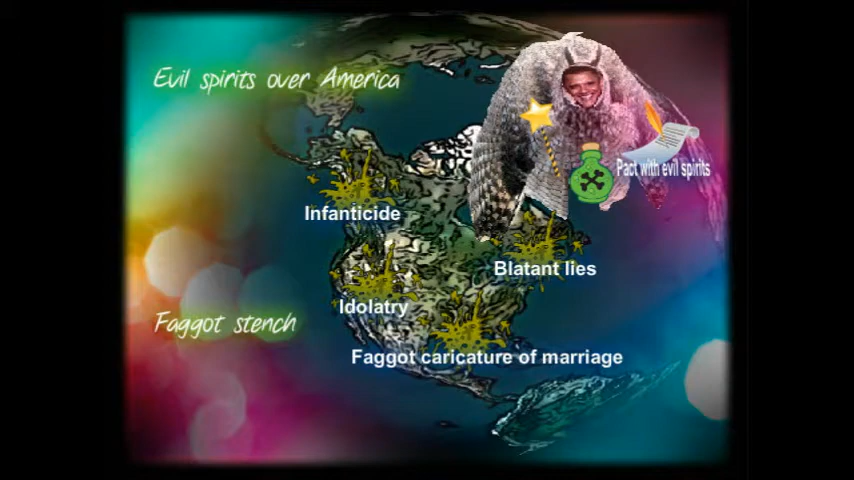 Evil spirits over America
Pact with evil spirits
Infanticide
Blatant lies
Idolatry
Faggot stench
Faggot caricature of marriage